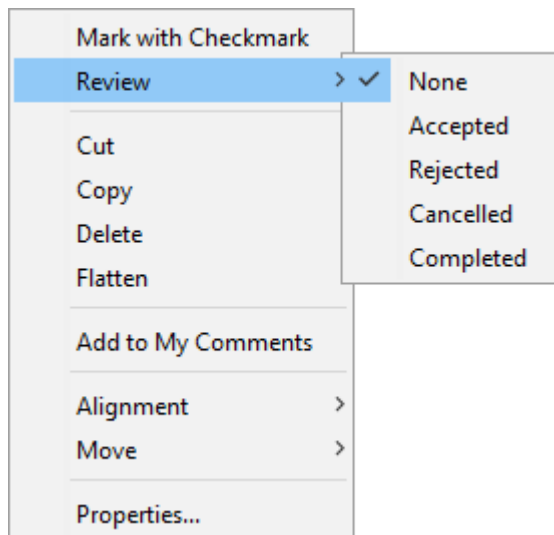 Mark with Checkmark
Review
Cut
Copy
Delete
Flatten
Add to My Comments
Alignment
Move
Properties...
None
Accepted
Rejected
Cancelled
Completed